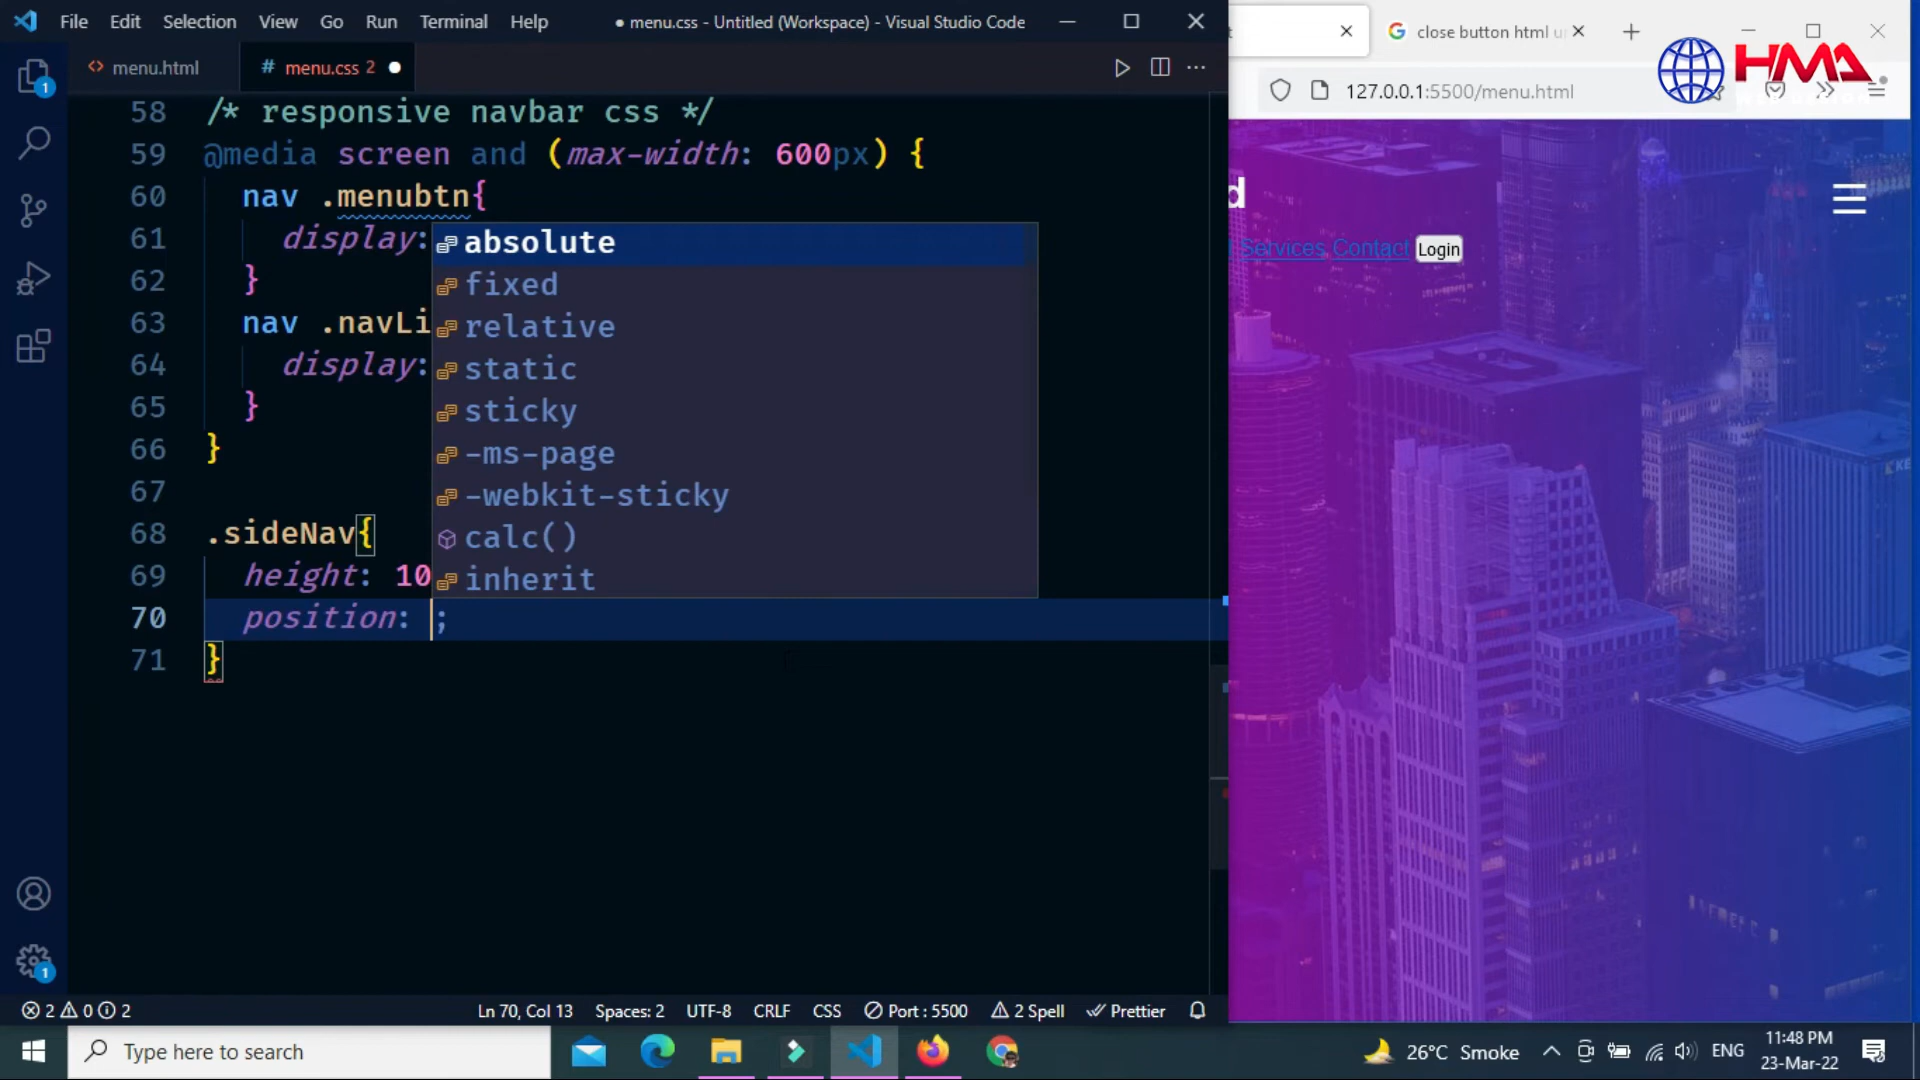 File Edit Selection View Go Run Terminal Help
● menu.css - Untitled (Workspace) - Visual Studio Code
menu.html
# menu.css 2 ●
58 /* responsive navbar css */
59 @media screen and (max-width: 600px) {
60 nav .menubtn{
61 display:
62 }
63 nav .navLi
64 display:
65 }
66 }
67
68 .sideNav{
69 height: 10
70 position: ;
71 }
absolute
fixed
relative
static
sticky
-ms-page
-webkit-sticky
calc()
inherit
1
1
2 0 2
Ln 70, Col 13 Spaces: 2 UTF-8 CRLF CSS Port : 5500 2 Spell Prettier
close button html u
127.0.0.1:5500/menu.html
HMA
d
Services Contact Login
Type here to search
26°C Smoke
ENG
11:48 PM
23-Mar-22